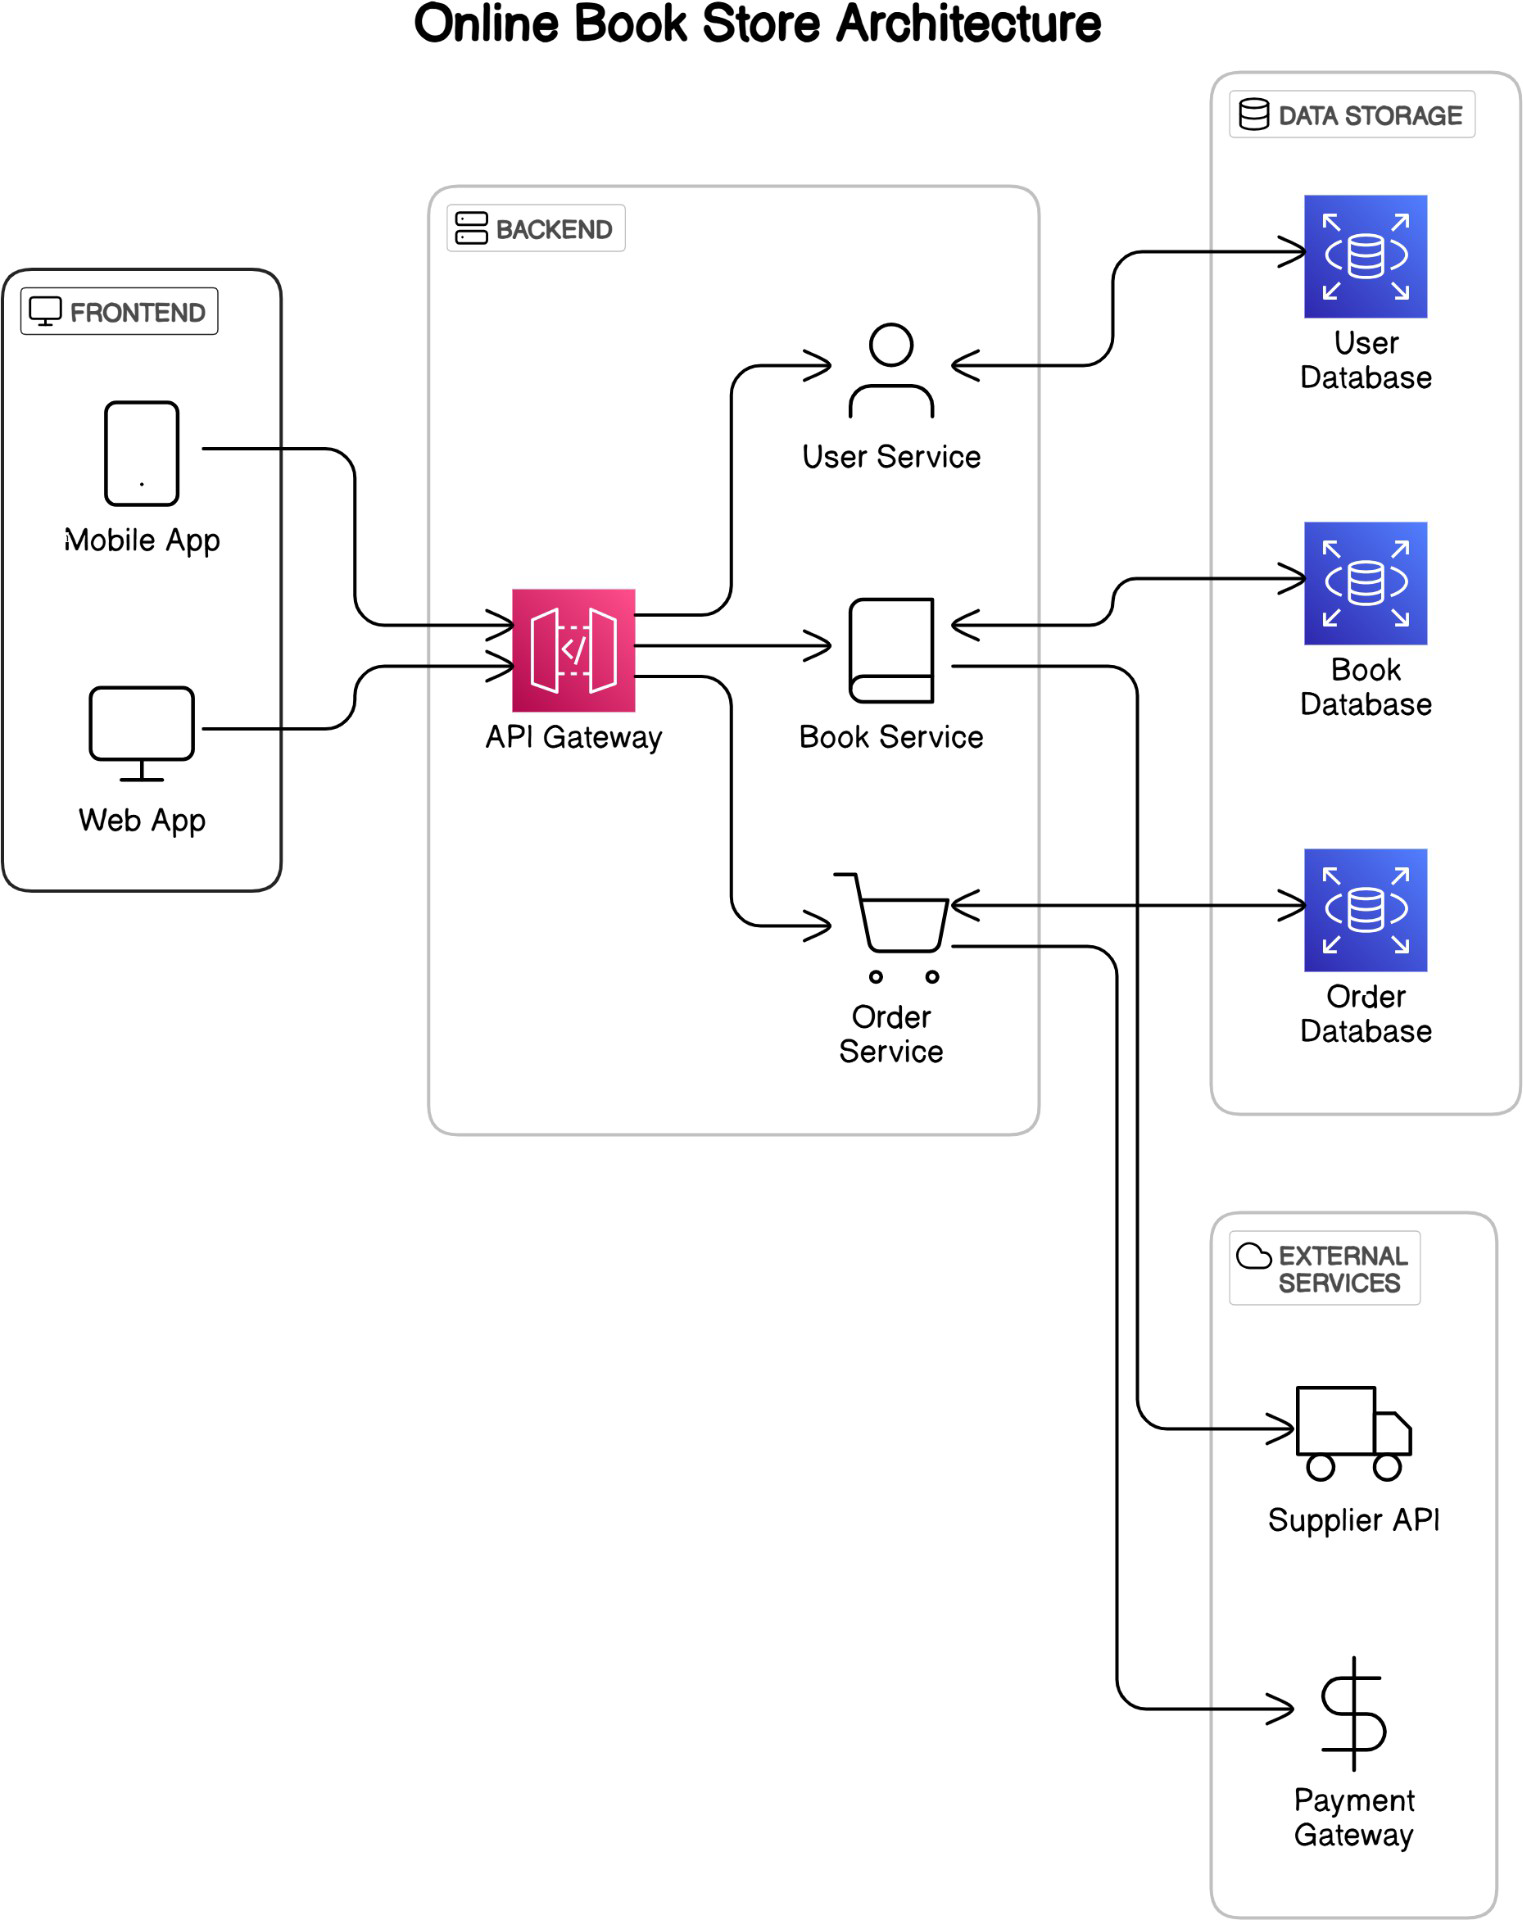 Online Book Store Architecture
DATA STORAGE
BACKEND
FRONTEND
User
Database
User Service
Mobile App
Book
Database
API Gateway
Book Service
Web App
Order
Database
Order
Service
EXTERNAL
SERVICES
Supplier API
Payment
Gateway